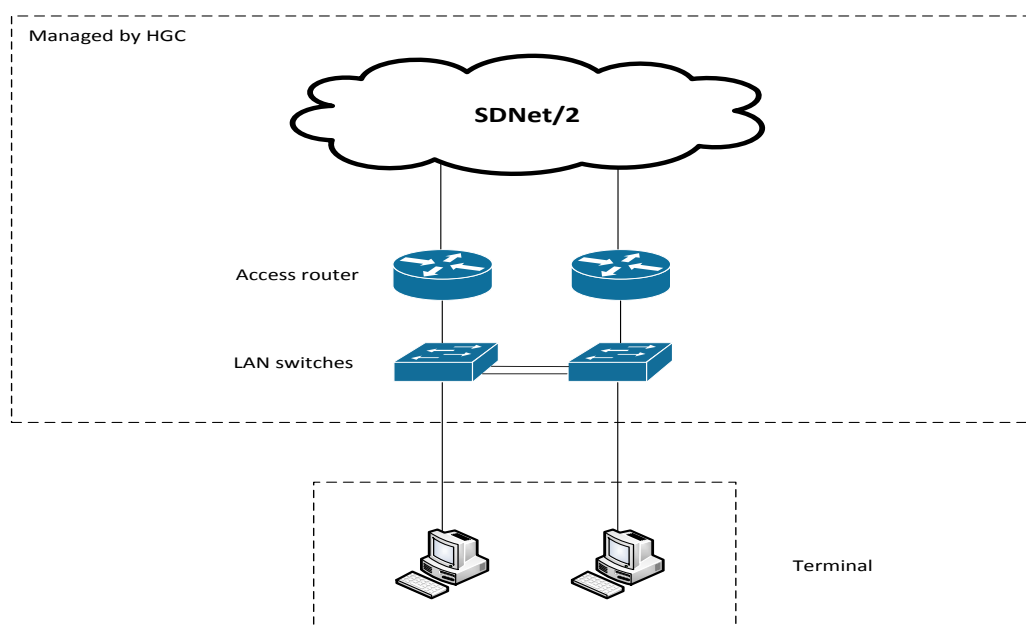 Managed by HGC
SDNet/2
Access router
LAN switches
Terminal